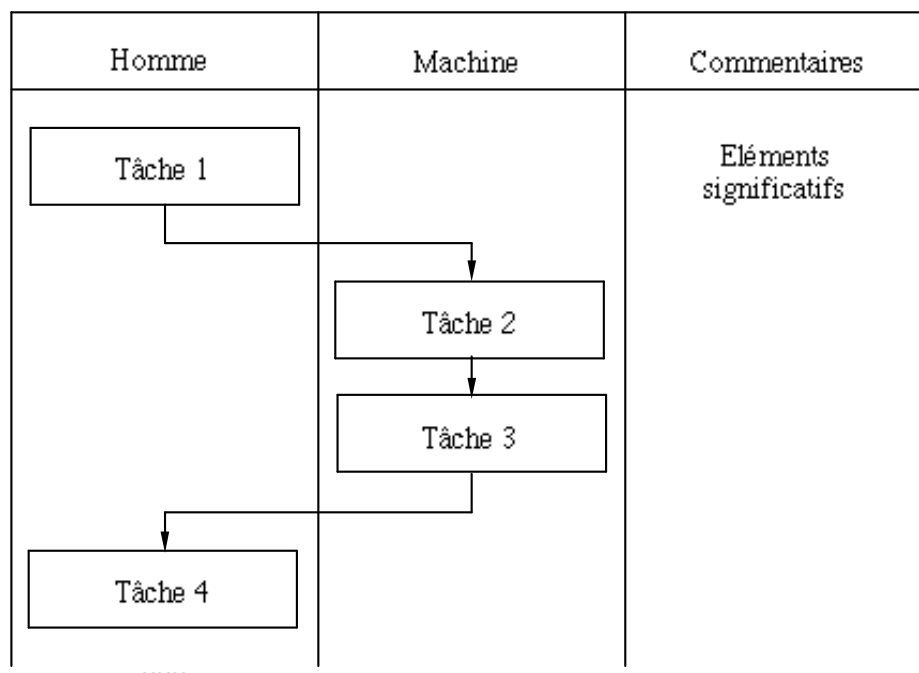 Homme
Machine
Commentaires
Tâche 1
Eléments
significatifs
Tâche 2
Tâche 3
Tâche 4